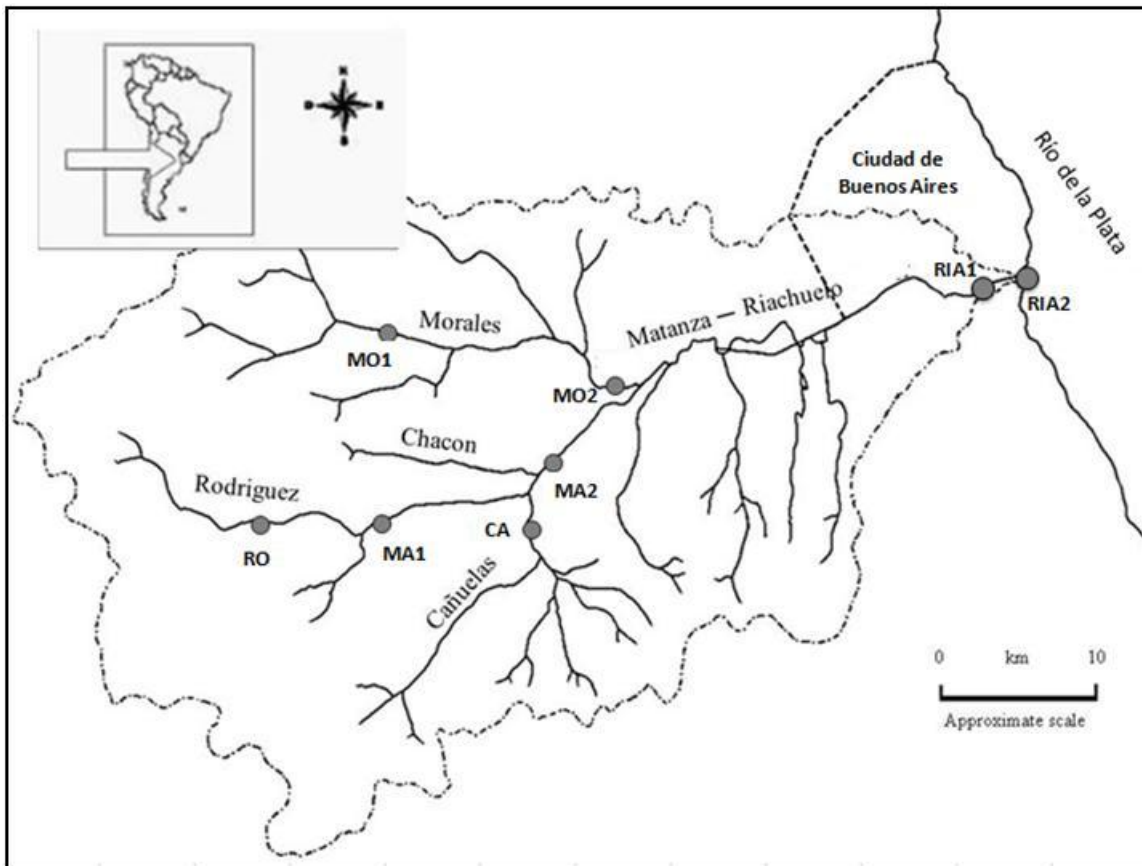 N
O
E
S
Ciudad de
Buenos Aires
Río de la Plata
RIA1
RIA2
Matanza – Riachuelo
Morales
MO1
MO2
Chacon
MA2
Rodriguez
RO
MA1
CA
Cañuelas
0 km 10
Approximate scale